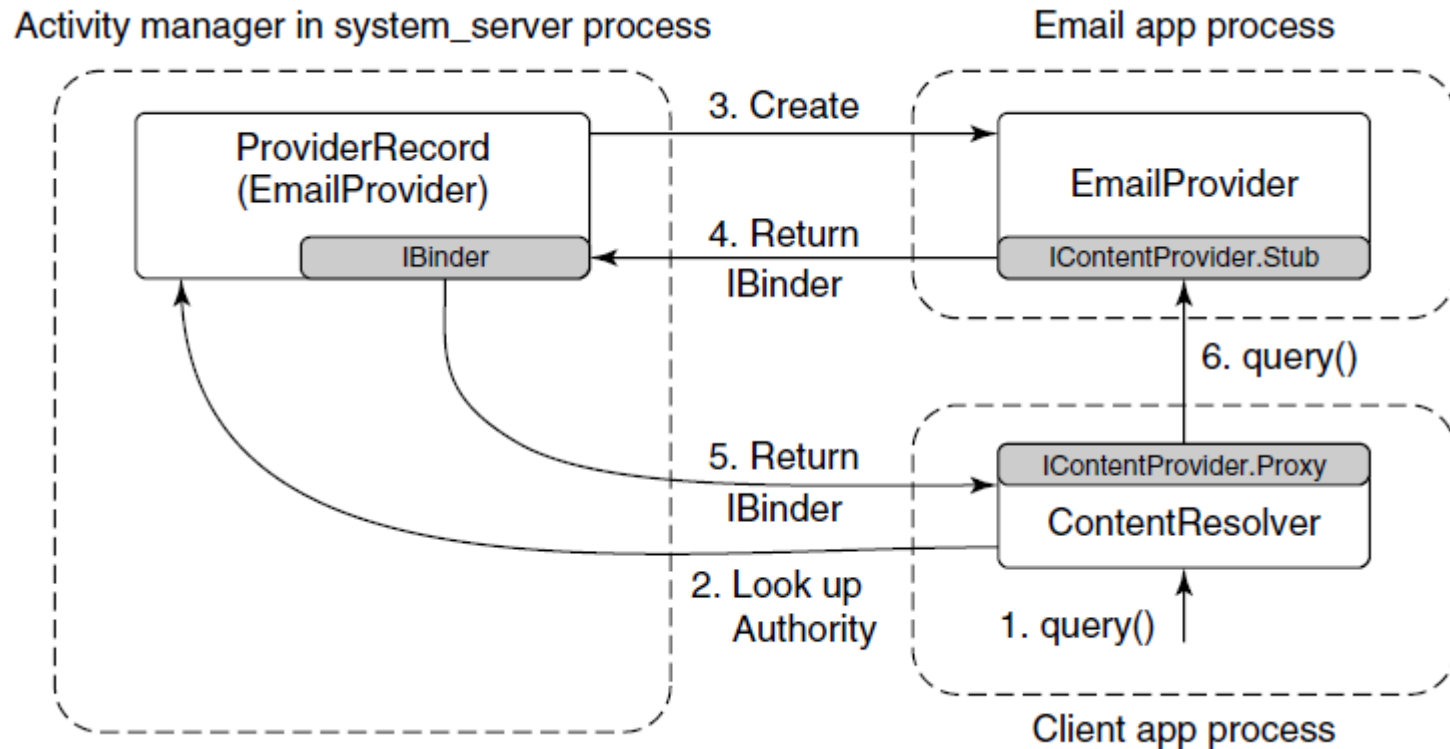 Activity manager in system_server process
Email app process
ProviderRecord
(EmailProvider)
IBinder
3. Create
EmailProvider
IContentProvider.Stub
4. Return
IBinder
6. query()
5. Return
IBinder
IContentProvider.Proxy
ContentResolver
2. Look up
Authority
1. query()
Client app process